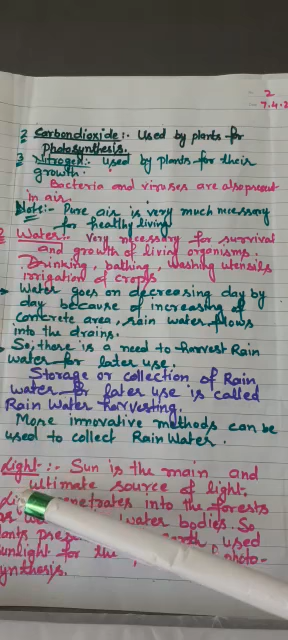 2
7.4.2
2 Carbondioxide:- Used by plants for
photosynthesis.
3 Nitrogen:- used by plants for their
growth.
Bacteria and viruses are also present
in air.
Note:- Pure air is very much necessary
for healthy living
2 Water:- Very necessary for survival
and growth of living organisms.
Drinking, bathing, washing utensils
irrigation of crops
Water goes on decreasing day by
day because of increasing of
concrete area, rain water flows
into the drains.
So, there is a need to harvest Rain
water for later use.
Storage or collection of Rain
water for later use is called
Rain Water harvesting.
More innovative methods can be
used to collect Rain Water.
Light:- Sun is the main and
ultimate source of light.
penetrates into the forests
as water bodies. So
used
sunlight for the photo-
ynthesis.